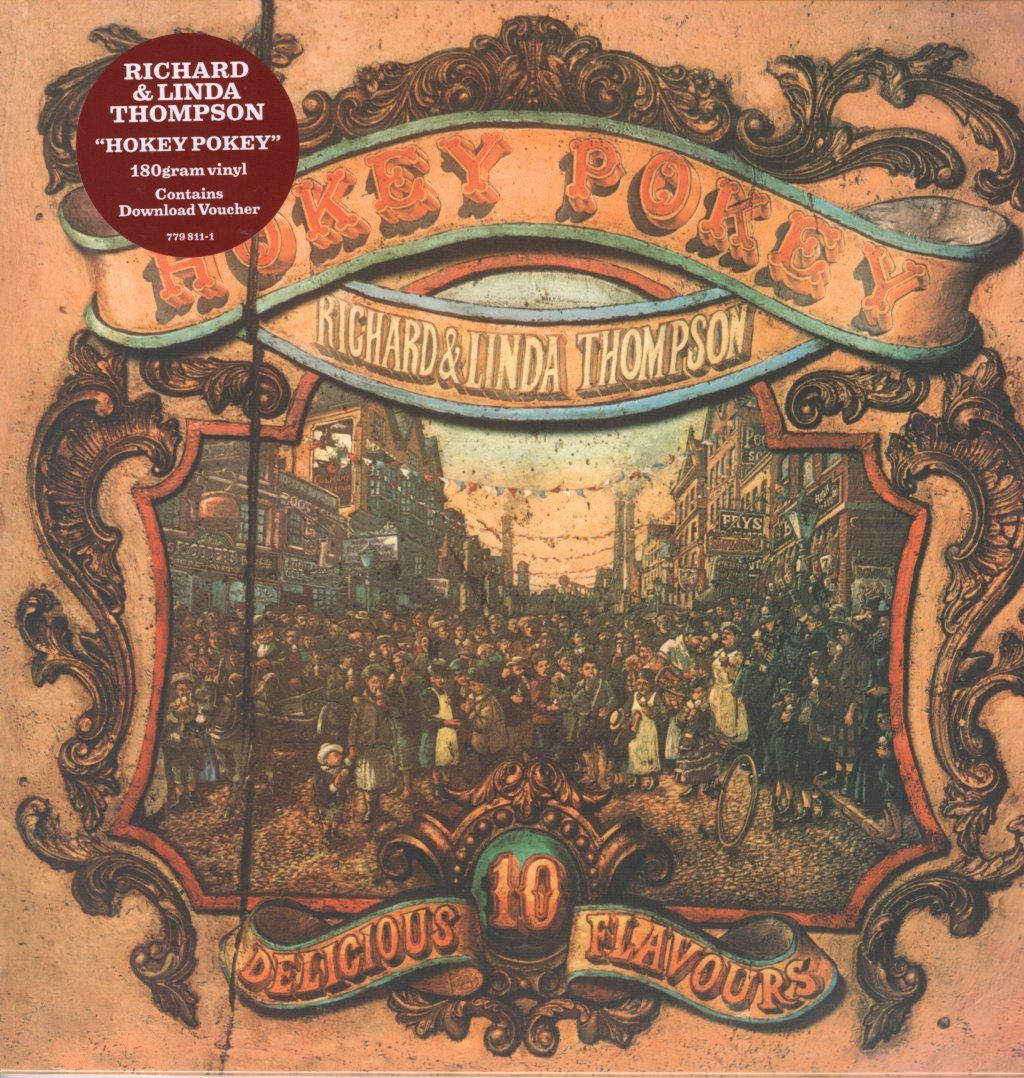 RICHARD
& LINDA
THOMPSON
“HOKEY POKEY”
180gram vinyl
Contains
Download Voucher
779 811-1
HOKEY POKEY
RICHARD & LINDA THOMPSON
FRYS
10
DELICIOUS FLAVOURS